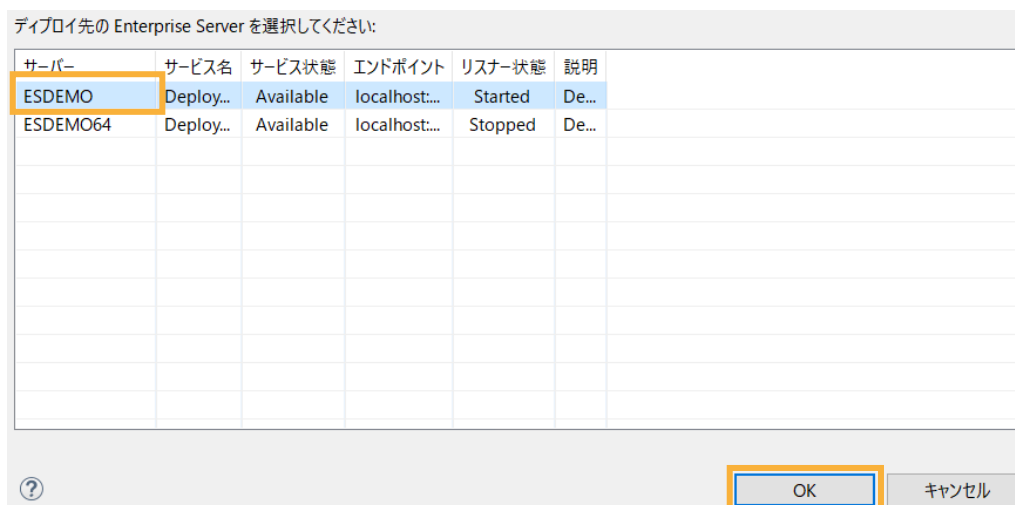 ディプロイ先の Enterprise Server を選択してください:
サーバー サービス名 サービス状態 エンドポイント リスナー状態 説明
ESDEMO Deploy... Available localhost:... Started De...
ESDEMO64 Deploy... Available localhost:... Stopped De...
?
OK キャンセル